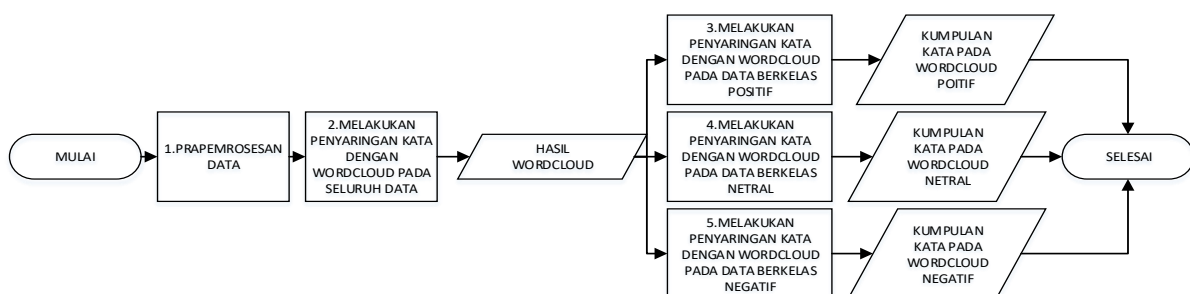 MULAI
1.PRAPEMROSESAN
DATA
2.MELAKUKAN
PENYARINGAN KATA
DENGAN
WORDCLOUD PADA
SELURUH DATA
HASIL
WORDCLOUD
3.MELAKUKAN
PENYARINGAN KATA
DENGAN WORDCLOUD
PADA DATA BERKELAS
POSITIF
KUMPULAN
KATA PADA
WORDCLOUD
POITIF
4.MELAKUKAN
PENYARINGAN KATA
DENGAN WORDCLOUD
PADA DATA BERKELAS
NETRAL
KUMPULAN
KATA PADA
WORDCLOUD
NETRAL
5.MELAKUKAN
PENYARINGAN KATA
DENGAN WORDCLOUD
PADA DATA BERKELAS
NEGATIF
KUMPULAN
KATA PADA
WORDCLOUD
NEGATIF
SELESAI